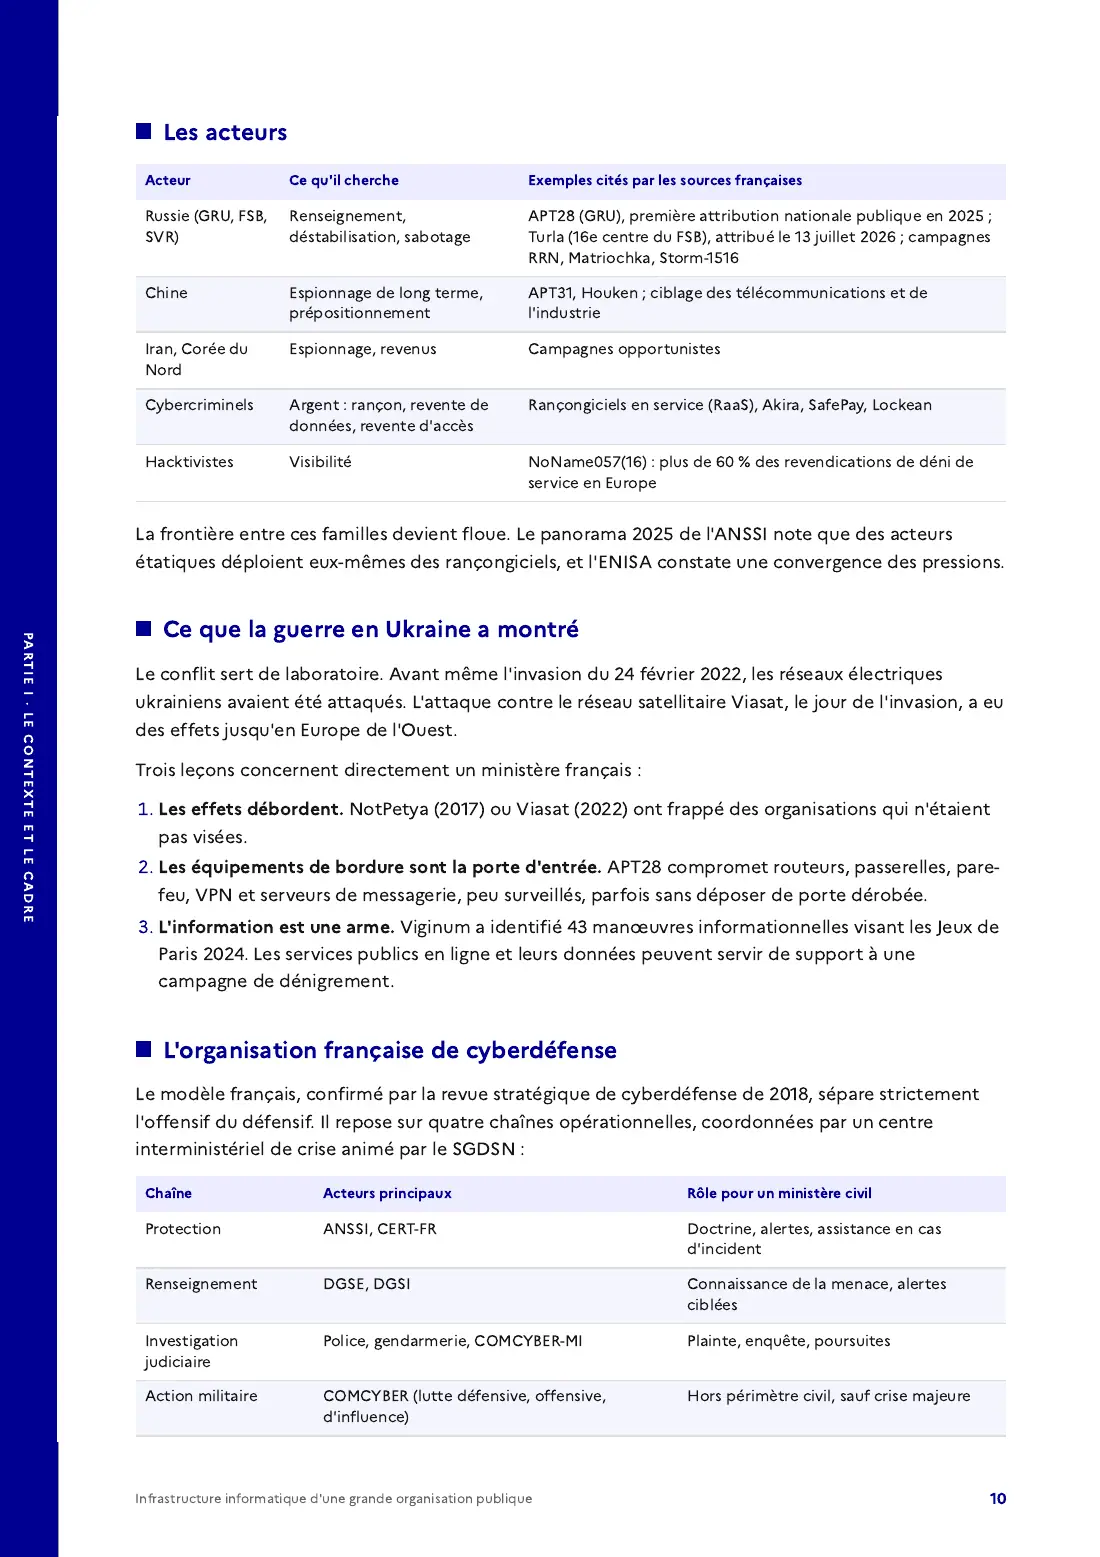 PARTIE I · LE CONTEXTE ET LE CADRE
Les acteurs
Acteur Ce qu'il cherche Exemples cités par les sources françaises
Russie (GRU, FSB, SVR) Renseignement, déstabilisation, sabotage APT28 (GRU), première attribution nationale publique en 2025 ; Turla (16e centre du FSB), attribué le 13 juillet 2026 ; campagnes RRN, Matriochka, Storm-1516
Chine Espionnage de long terme, prépositionnement APT31, Houken ; ciblage des télécommunications et de l'industrie
Iran, Corée du Nord Espionnage, revenus Campagnes opportunistes
Cybercriminels Argent : rançon, revente de données, revente d'accès Rançongiciels en service (RaaS), Akira, SafePay, Lockean
Hacktivistes Visibilité NoName057(16) : plus de 60 % des revendications de déni de service en Europe
La frontière entre ces familles devient floue. Le panorama 2025 de l'ANSSI note que des acteurs
étatiques déploient eux-mêmes des rançongiciels, et l'ENISA constate une convergence des pressions.
Ce que la guerre en Ukraine a montré
Le conflit sert de laboratoire. Avant même l'invasion du 24 février 2022, les réseaux électriques
ukrainiens avaient été attaqués. L'attaque contre le réseau satellitaire Viasat, le jour de l'invasion, a eu
des effets jusqu'en Europe de l'Ouest.
Trois leçons concernent directement un ministère français :
1. Les effets débordent. NotPetya (2017) ou Viasat (2022) ont frappé des organisations qui n'étaient
pas visées.
2. Les équipements de bordure sont la porte d'entrée. APT28 compromet routeurs, passerelles, pare-
feu, VPN et serveurs de messagerie, peu surveillés, parfois sans déposer de porte dérobée.
3. L'information est une arme. Viginum a identifié 43 manœuvres informationnelles visant les Jeux de
Paris 2024. Les services publics en ligne et leurs données peuvent servir de support à une
campagne de dénigrement.
L'organisation française de cyberdéfense
Le modèle français, confirmé par la revue stratégique de cyberdéfense de 2018, sépare strictement
l'offensif du défensif. Il repose sur quatre chaînes opérationnelles, coordonnées par un centre
interministériel de crise animé par le SGDSN :
Chaîne Acteurs principaux Rôle pour un ministère civil
Protection ANSSI, CERT-FR Doctrine, alertes, assistance en cas d'incident
Renseignement DGSE, DGSI Connaissance de la menace, alertes ciblées
Investigation judiciaire Police, gendarmerie, COMCYBER-MI Plainte, enquête, poursuites
Action militaire COMCYBER (lutte défensive, offensive, d'influence) Hors périmètre civil, sauf crise majeure
Infrastructure informatique d'une grande organisation publique 10